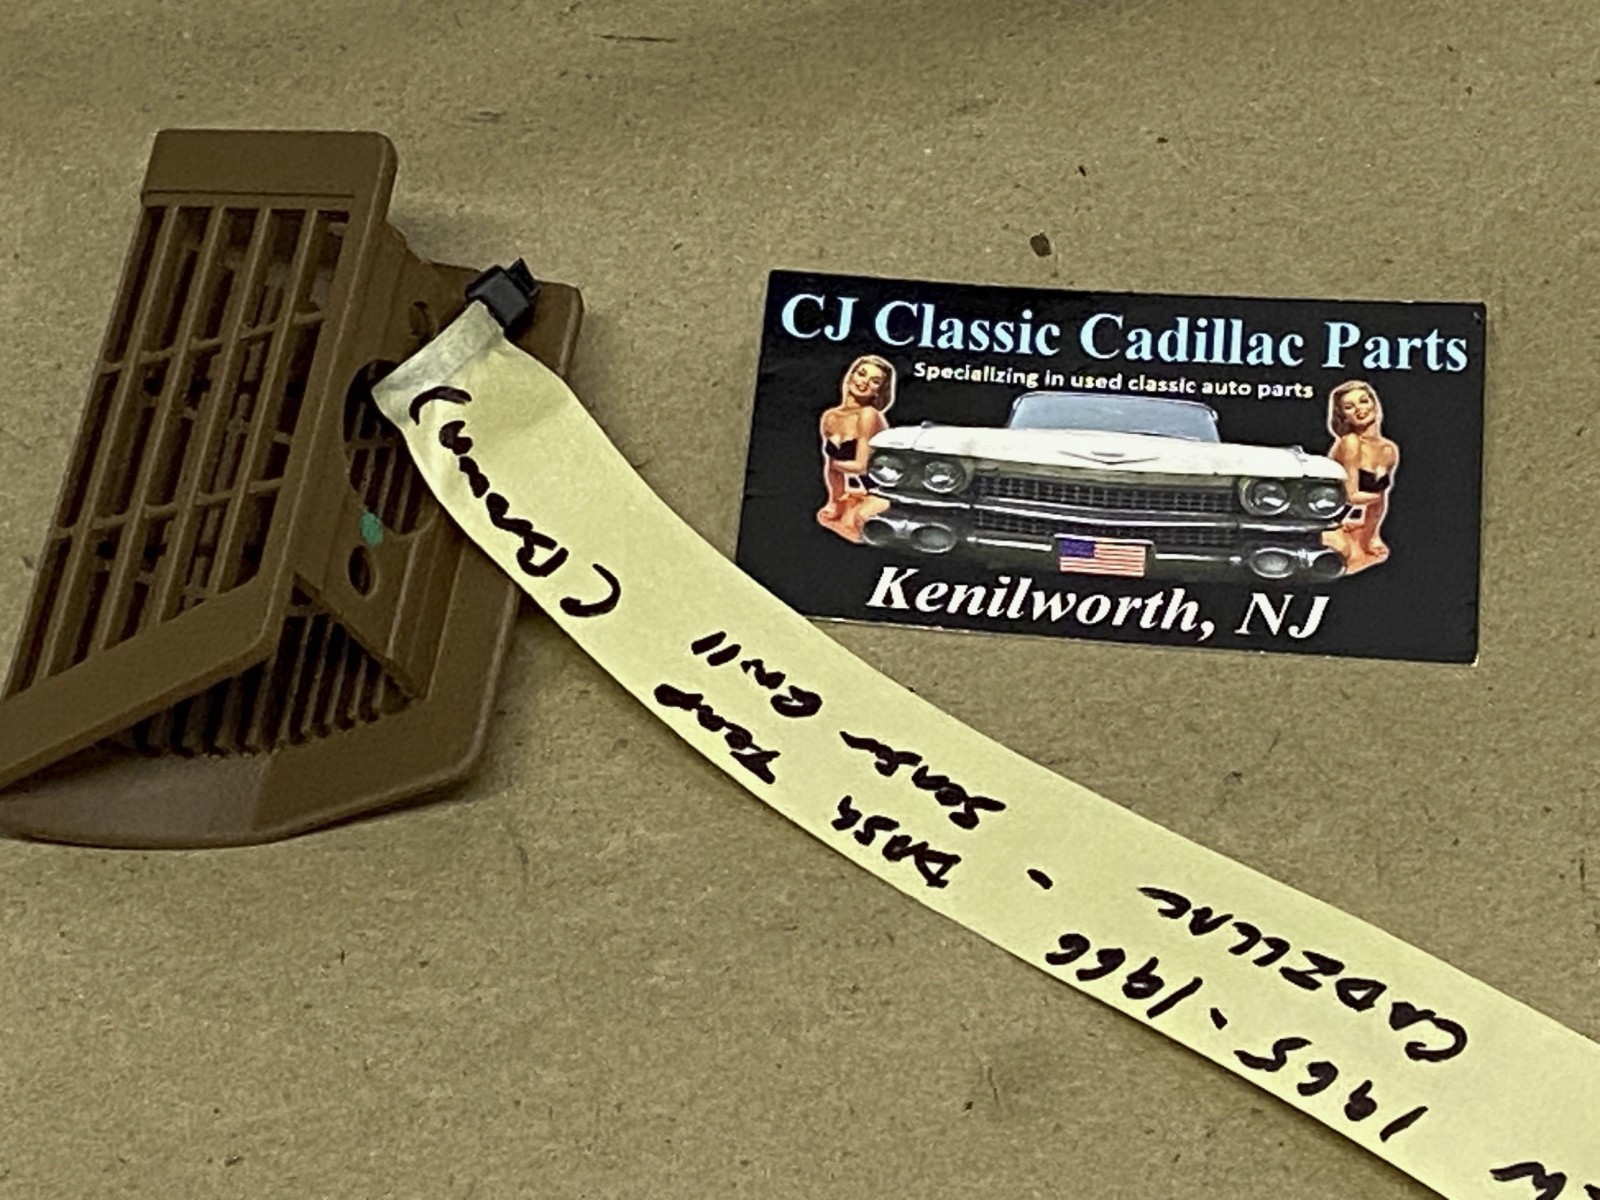 CJ Classic Cadillac Parts
Specializing in used classic auto parts
Kenilworth, NJ
CADILLAC -
1965-1966
DASH Temp
Sensor Grill